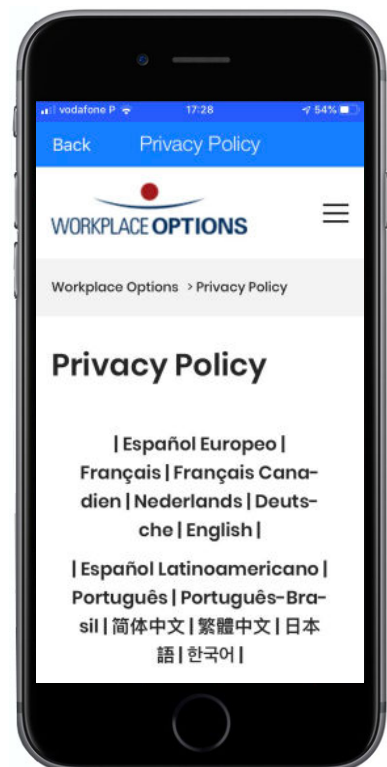 vodafone P 17:28 54%
Back Privacy Policy
WORKPLACE OPTIONS
Workplace Options > Privacy Policy
Privacy Policy
| Español Europeo |
Français | Français Cana-
dien | Nederlands | Deuts-
che | English |
| Español Latinoamericano |
Português | Português-Bra-
sil | 简体中文 | 繁體中文 | 日本
語 | 한국어 |